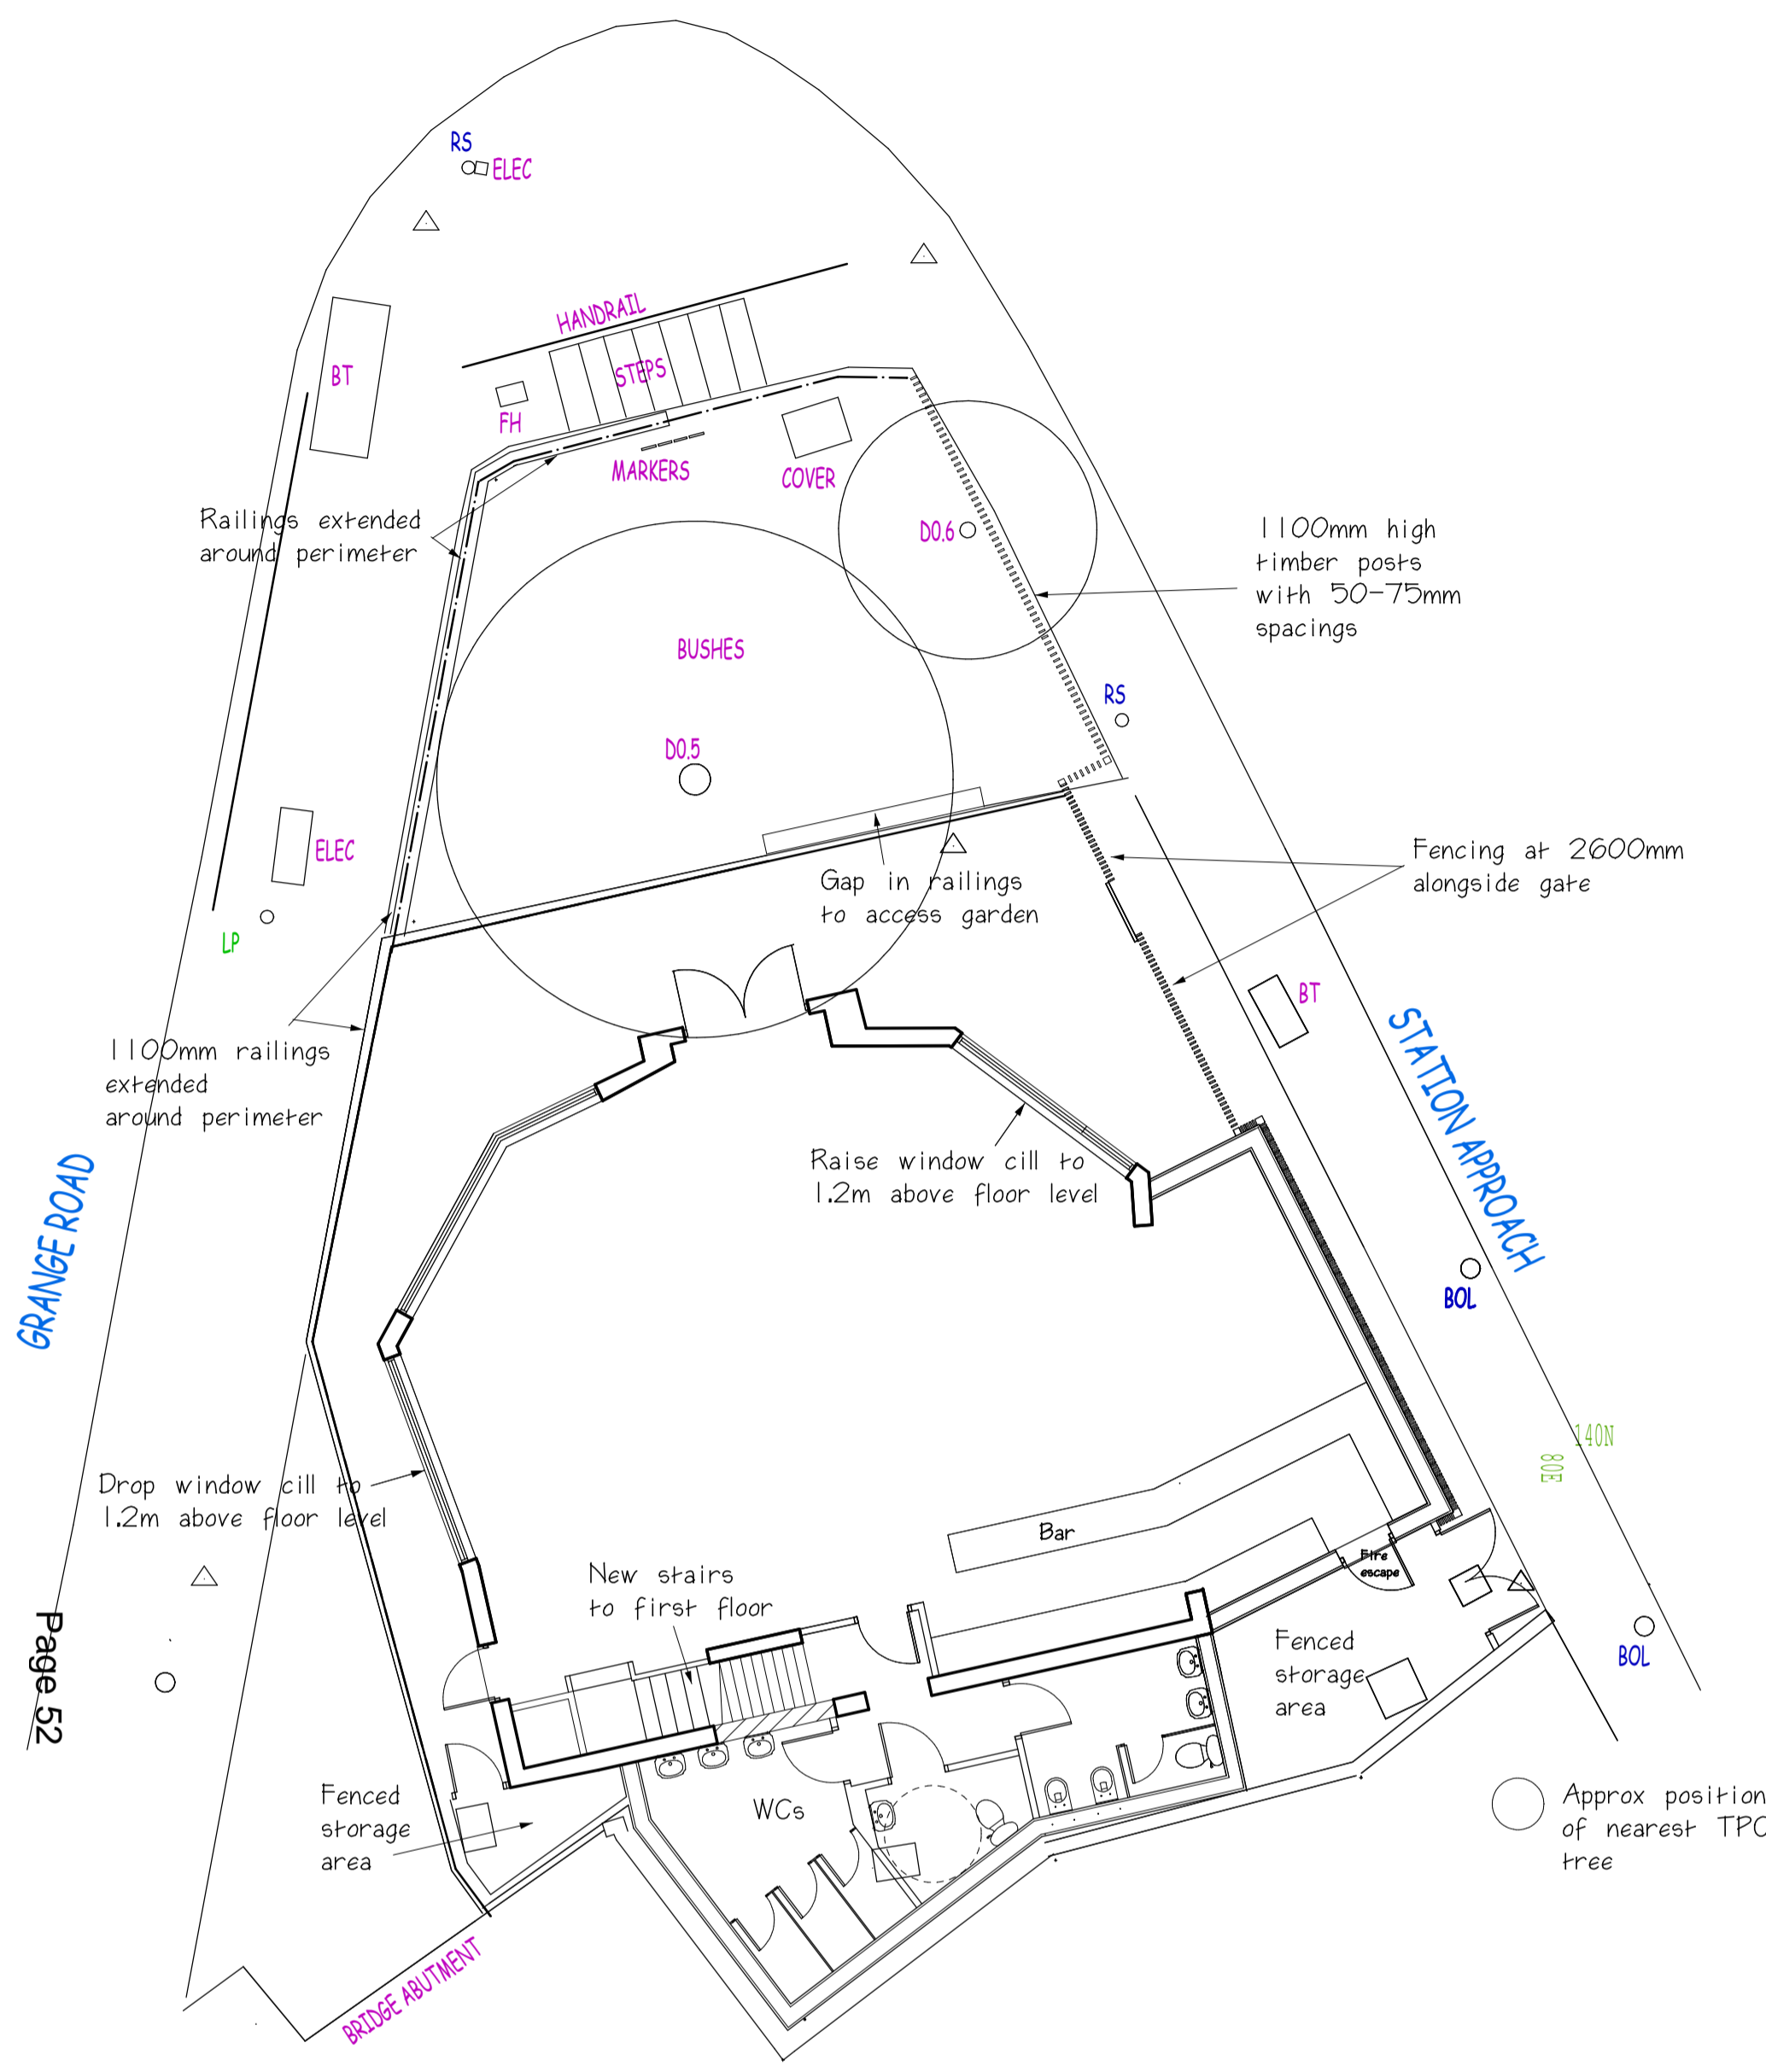 RS
ELEC
HANDRAIL
BT
STEPS
FH
MARKERS
COVER
Railings extended
around perimeter
D0.6
1100mm high
timber posts
with 50-75mm
spacings
BUSHES
RS
D0.5
ELEC
Fencing at 2600mm
alongside gate
Gap in railings
to access garden
LP
BT
1100mm railings
extended
around perimeter
STATION APPROACH
GRANGE ROAD
Raise window cill to
1.2m above floor level
BOL
140N
80E
Drop window cill to
1.2m above floor level
Bar
Fire
escape
New stairs
to first floor
Page 52
Fenced
storage
area
BOL
Fenced
storage
area
WCs
Approx position
of nearest TPO
tree
BRIDGE ABUTMENT